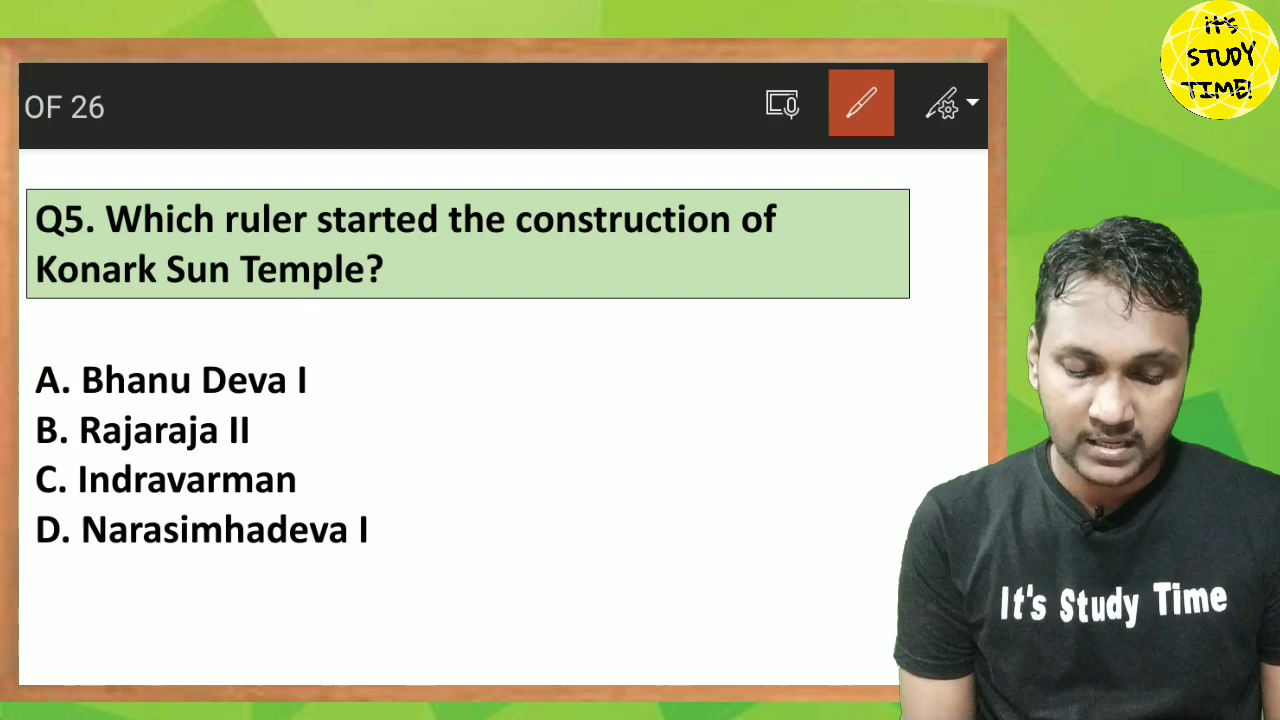 IT'S
STUDY
TIME!
OF 26
Q5. Which ruler started the construction of
Konark Sun Temple?
A. Bhanu Deva I
B. Rajaraja II
C. Indravarman
D. Narasimhadeva I
It's Study Time